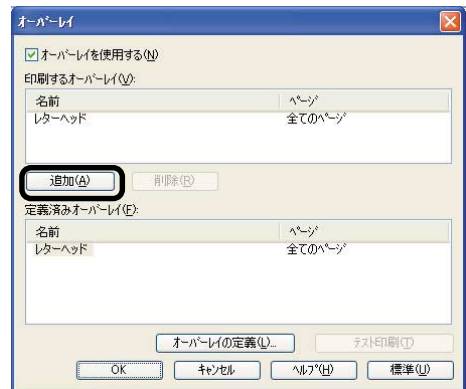 オーバーレイ
オーバーレイを使用する(N)
印刷するオーバーレイ(V):
名前 ページ
レターヘッド 全てのページ
追加(A) 削除(R)
定義済みオーバーレイ(F):
名前 ページ
レターヘッド 全てのページ
オーバーレイの定義(L)... テスト印刷(T)
OK キャンセル ヘルプ(H) 標準(U)